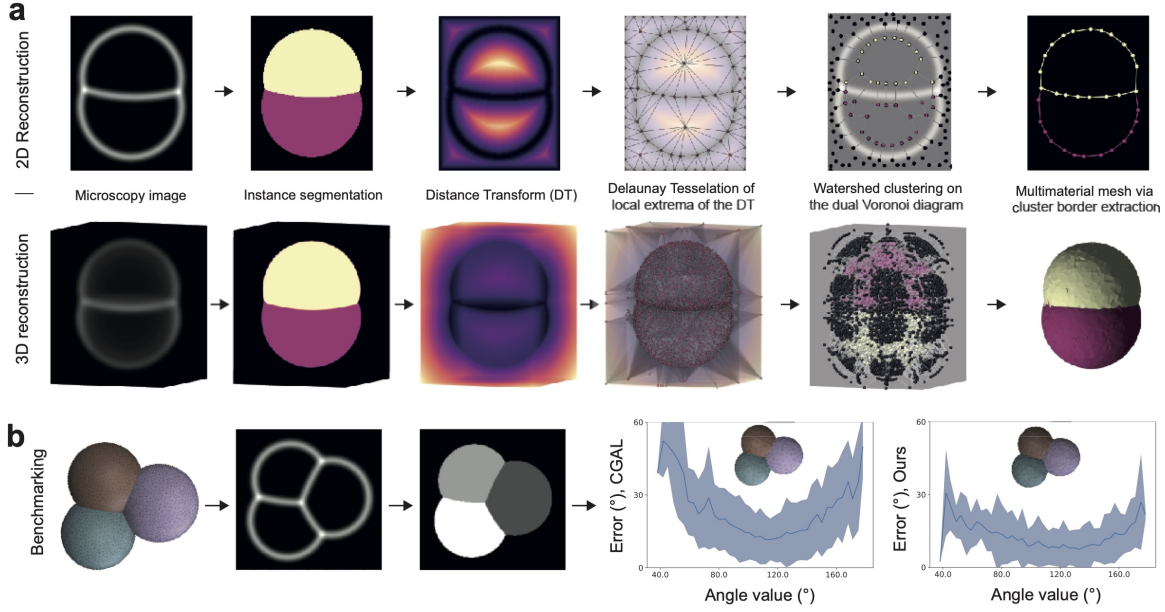 a
2D Reconstruction
Microscopy image
Instance segmentation
Distance Transform (DT)
Delaunay Tesselation of
local extrema of the DT
Watershed clustering on
the dual Voronoi diagram
Multimaterial mesh via
cluster border extraction
3D reconstruction
b
Benchmarking
Error (°), CGAL
60
30
0
40.0 80.0 120.0 160.0
Angle value (°)
Error (°), Ours
60
30
0
40.0 80.0 120.0 160.0
Angle value (°)